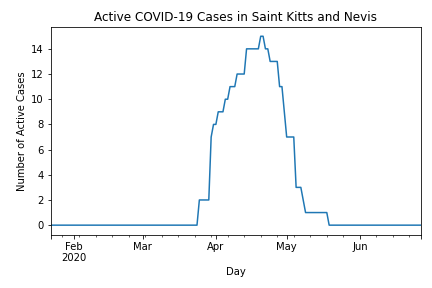 Active COVID-19 Cases in Saint Kitts and Nevis
Number of Active Cases
14
12
10
8
6
4
2
0
Feb Mar Apr May Jun
2020
Day